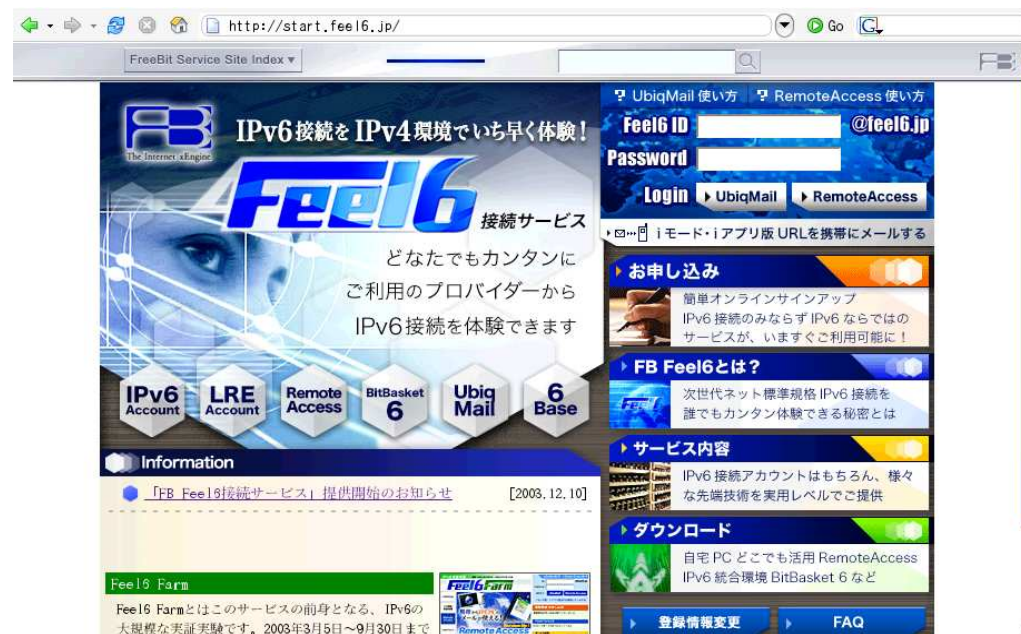 http://start.feel6.jp/
Go
FreeBit Service Site Index
FB
The Internet xEngine
IPv6接続をIPv4環境でいち早く体験！
Feel6
接続サービス
どなたでもカンタンに
ご利用のプロバイダーから
IPv6接続を体験できます
IPv6 Account
LRE Account
Remote Access
BitBasket 6
Ubiq Mail
6 Base
Information
「FB Feel6接続サービス」提供開始のお知らせ [2003.12.10]
Feel6 Farm
Feel6 Farmとはこのサービスの前身となる、IPv6の
大規模な実証実験です。2003年3月5日～9月30日まで
Feel6Farm
RemoteAccess
UbiqMail 使い方 RemoteAccess 使い方
Feel6 ID @feel6.jp
Password
Login UbiqMail RemoteAccess
iモード・iアプリ版 URLを携帯にメールする
お申し込み
簡単オンラインサインアップ
IPv6 接続のみならず IPv6 ならではの
サービスが、いますぐご利用可能に！
FB Feel6とは？
Feel6
次世代ネット標準規格 IPv6 接続を
誰でもカンタン体験できる秘密とは
サービス内容
IPv6 接続アカウントはもちろん、様々
な先端技術を実用レベルでご提供
ダウンロード
自宅 PC どこでも活用 RemoteAccess
IPv6 統合環境 BitBasket 6 など
登録情報変更 FAQ